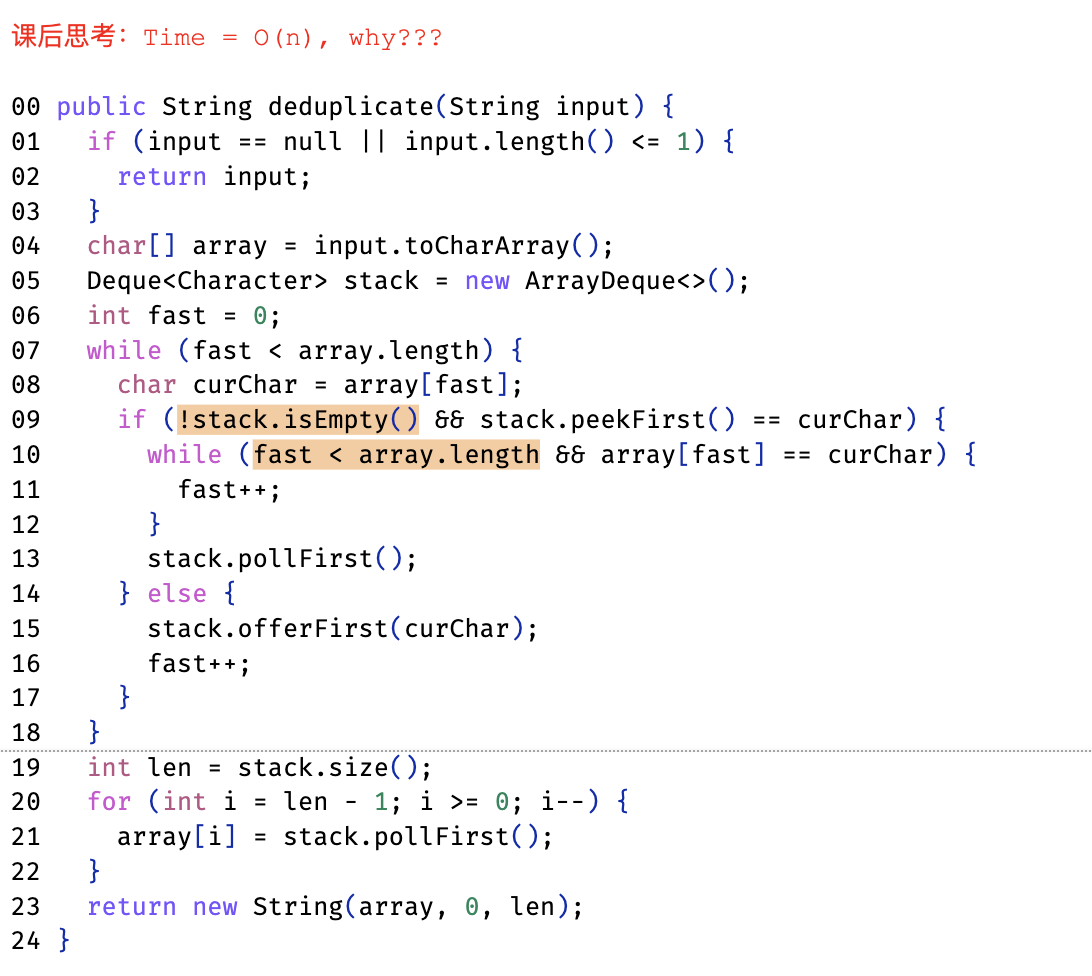 课后思考：Time = O(n), why???
00 public String deduplicate(String input) {
01   if (input == null || input.length() <= 1) {
02     return input;
03   }
04   char[] array = input.toCharArray();
05   Deque<Character> stack = new ArrayDeque<>();
06   int fast = 0;
07   while (fast < array.length) {
08     char curChar = array[fast];
09     if (!stack.isEmpty() && stack.peekFirst() == curChar) {
10       while (fast < array.length && array[fast] == curChar) {
11         fast++;
12       }
13       stack.pollFirst();
14     } else {
15       stack.offerFirst(curChar);
16       fast++;
17     }
18   }
19   int len = stack.size();
20   for (int i = len - 1; i >= 0; i--) {
21     array[i] = stack.pollFirst();
22   }
23   return new String(array, 0, len);
24 }